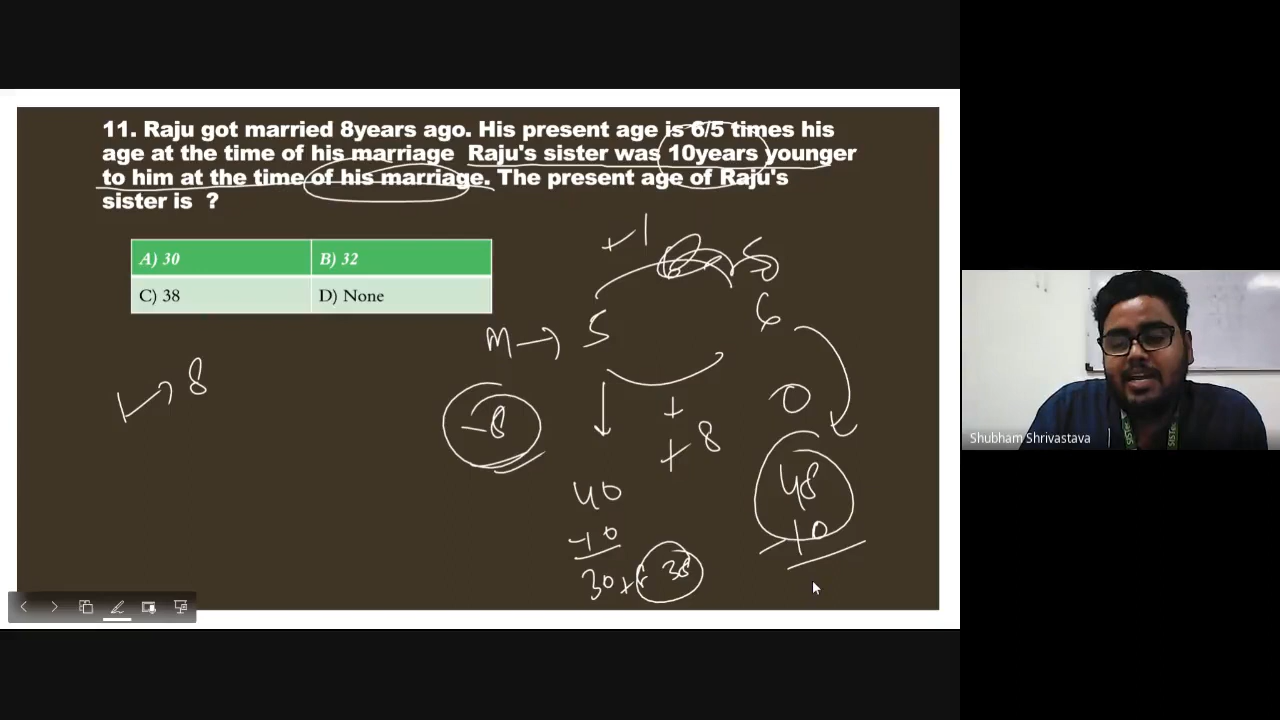 11. Raju got married 8years ago. His present age is 6/5 times his
age at the time of his marriage Raju's sister was 10years younger
to him at the time of his marriage. The present age of Raju's
sister is ?
A) 30 B) 32
C) 38 D) None
+1
M → 5 6
→ 8
-8
+
+8
40
-10
30+8 38
48
-10
Shubham Shrivastava